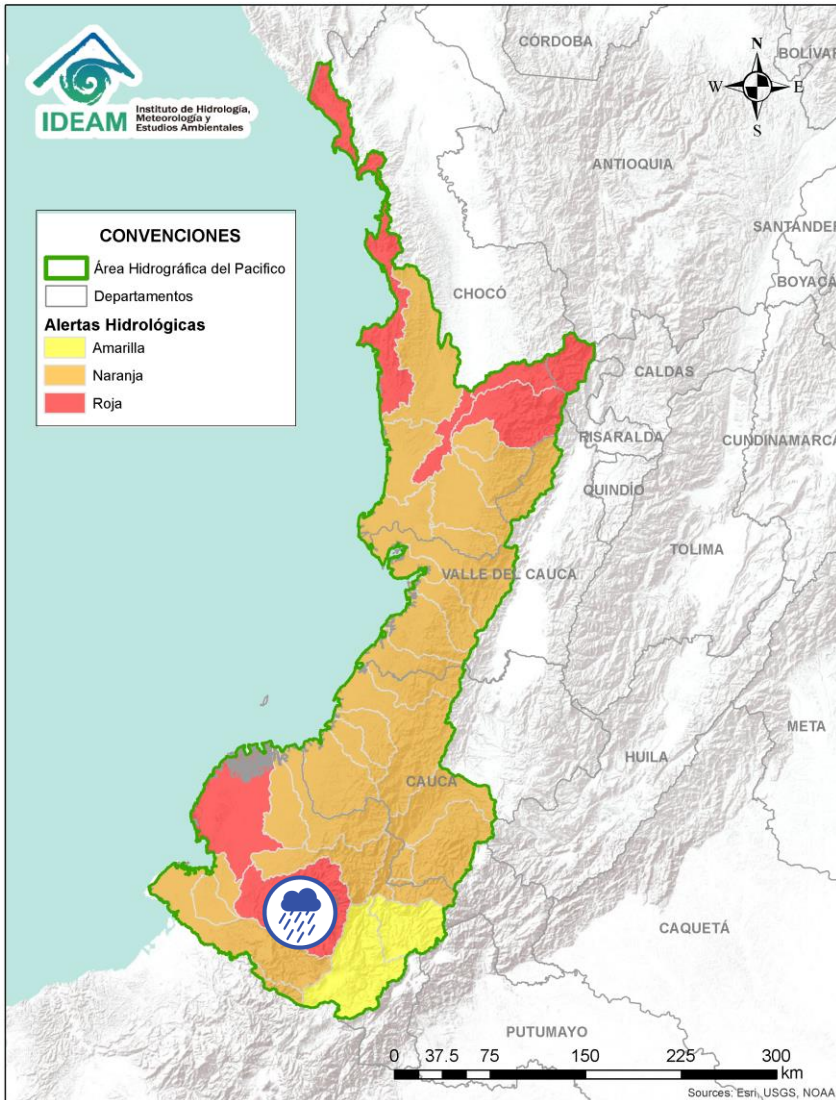 IDEAM
Instituto de Hidrología,
Meteorología y
Estudios Ambientales
CÓRDOBA
BOLÍVAR
N
W
E
S
ANTIOQUIA
CONVENCIONES
Área Hidrográfica del Pacifico
Departamentos
Alertas Hidrológicas
Amarilla
Naranja
Roja
SANTANDER
BOYACÁ
CHOCÓ
CALDAS
RISARALDA
CUNDINAMARCA
QUINDÍO
TOLIMA
VALLE DEL CAUCA
META
HUILA
CAUCA
CAQUETÁ
PUTUMAYO
0 37.5 75 150 225 300
km
Sources: Esri, USGS, NOAA